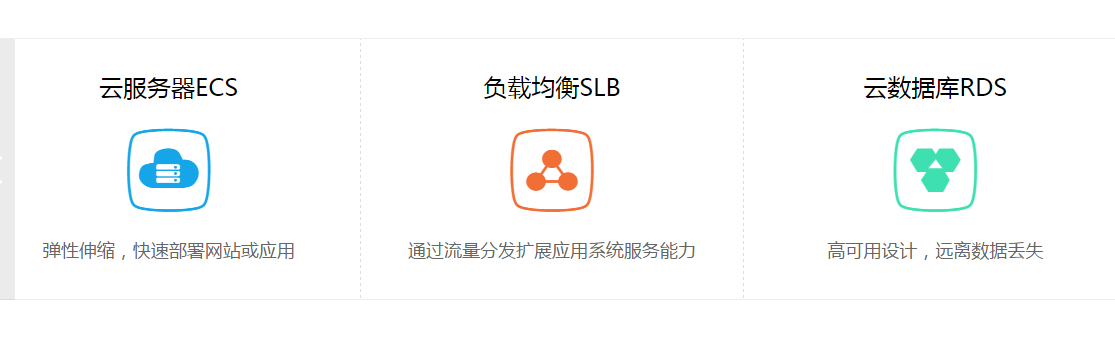 云服务器ECS
弹性伸缩，快速部署网站或应用
负载均衡SLB
通过流量分发扩展应用系统服务能力
云数据库RDS
高可用设计，远离数据丢失